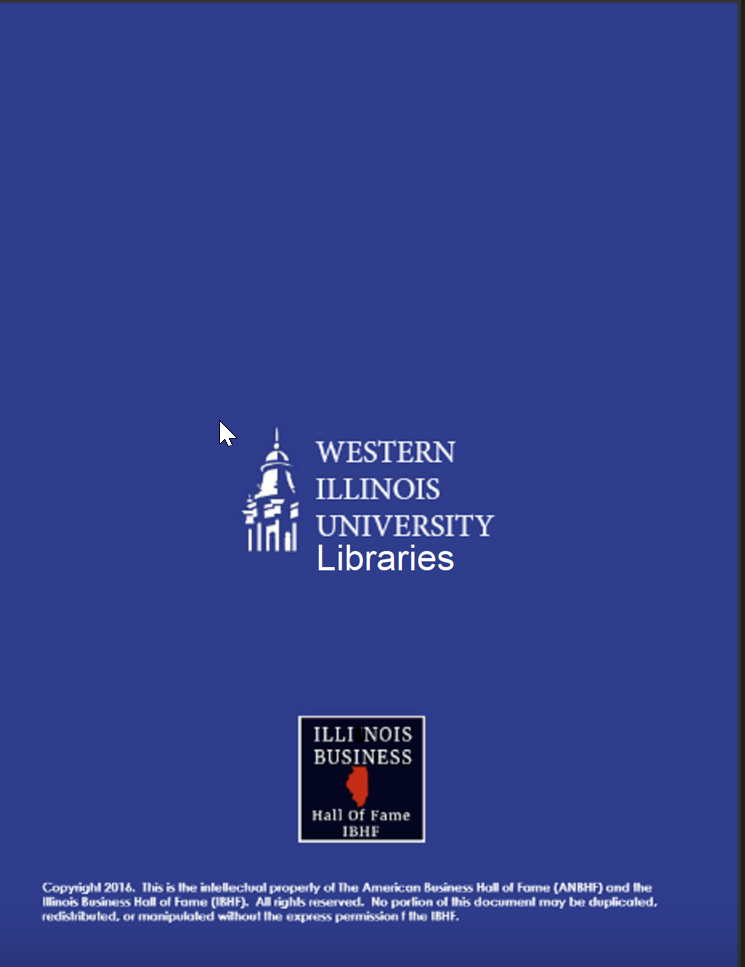 WESTERN
ILLINOIS
UNIVERSITY
Libraries
ILLI NOIS
BUSINESS
Hall Of Fame
IBHF
Copyright 2016. This is the intellectual property of The American Business Hall of Fame (ANBHF) and the
Illinois Business Hall of Fame (IBHF). All rights reserved. No portion of this document may be duplicated,
redistributed, or manipulated without the express permission f the IBHF.